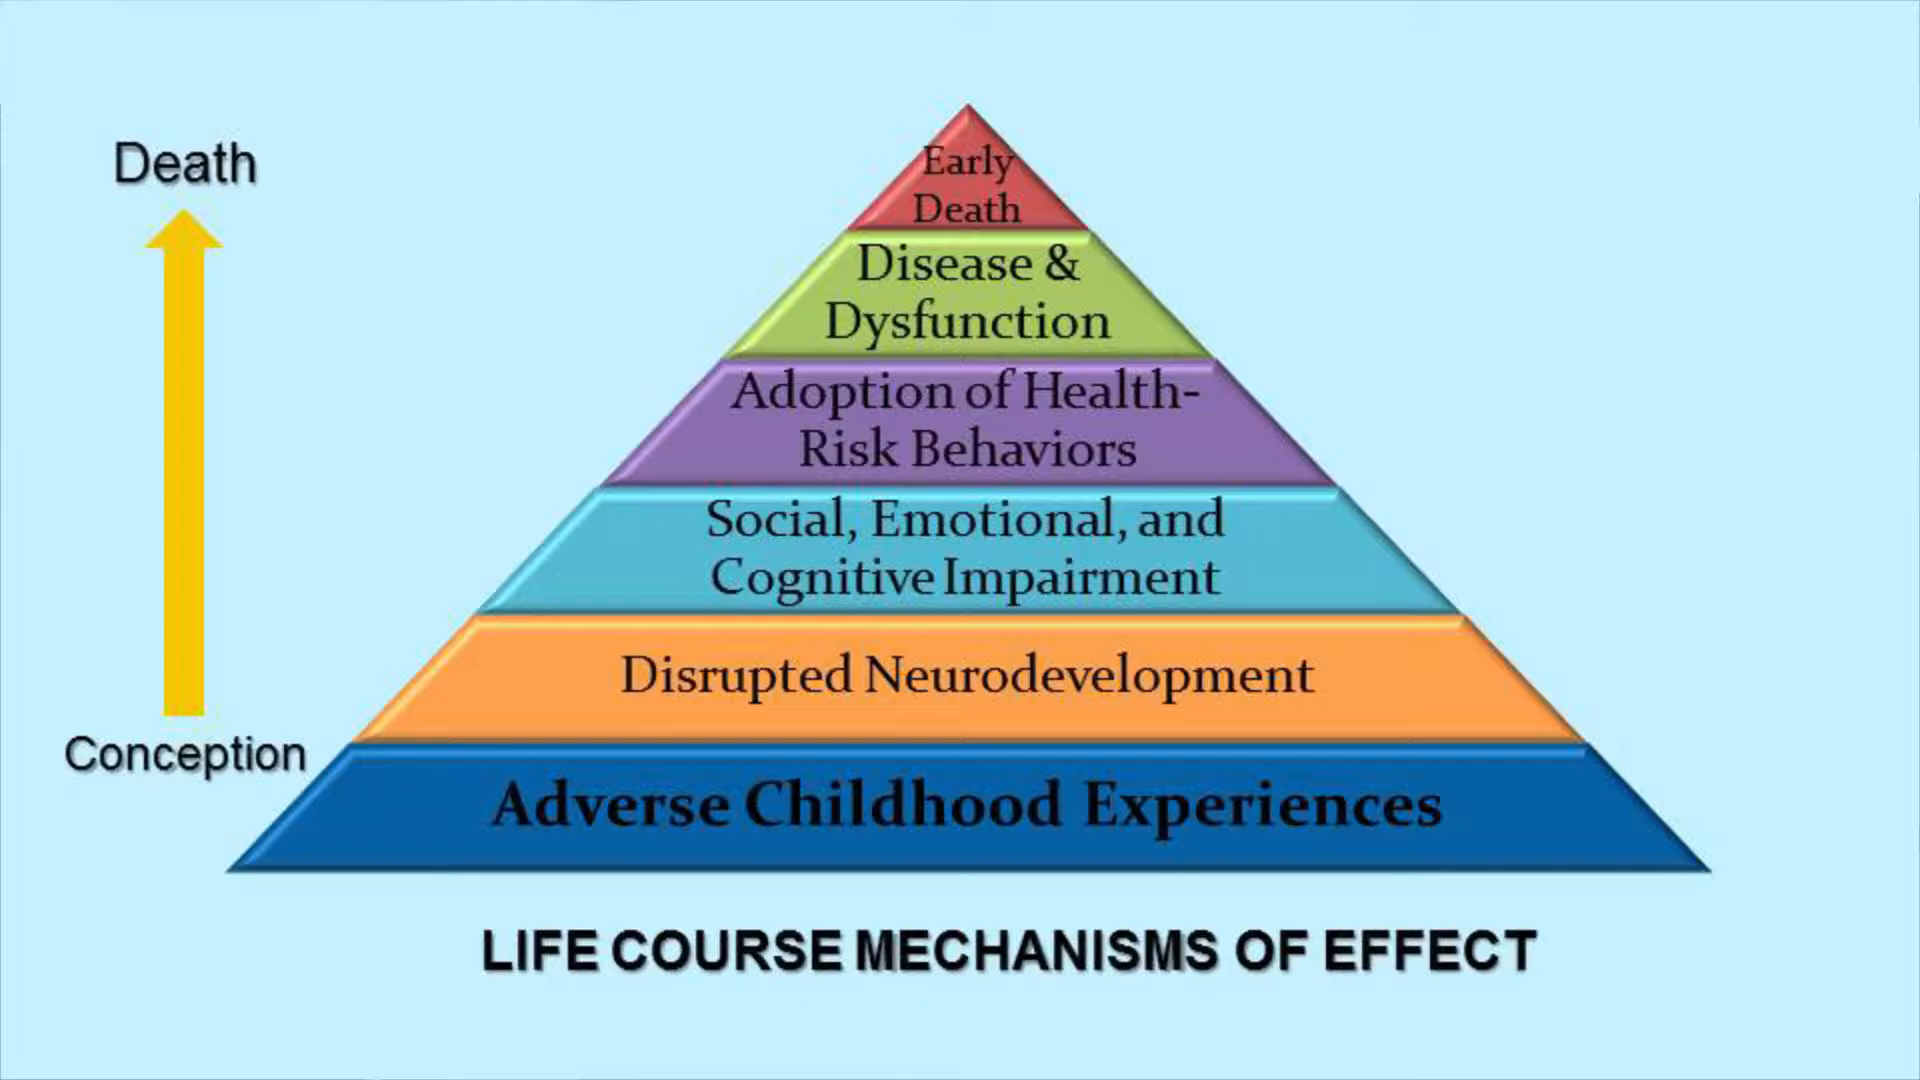 Death
Conception
Early
Death
Disease &
Dysfunction
Adoption of Health-
Risk Behaviors
Social, Emotional, and
Cognitive Impairment
Disrupted Neurodevelopment
Adverse Childhood Experiences
LIFE COURSE MECHANISMS OF EFFECT